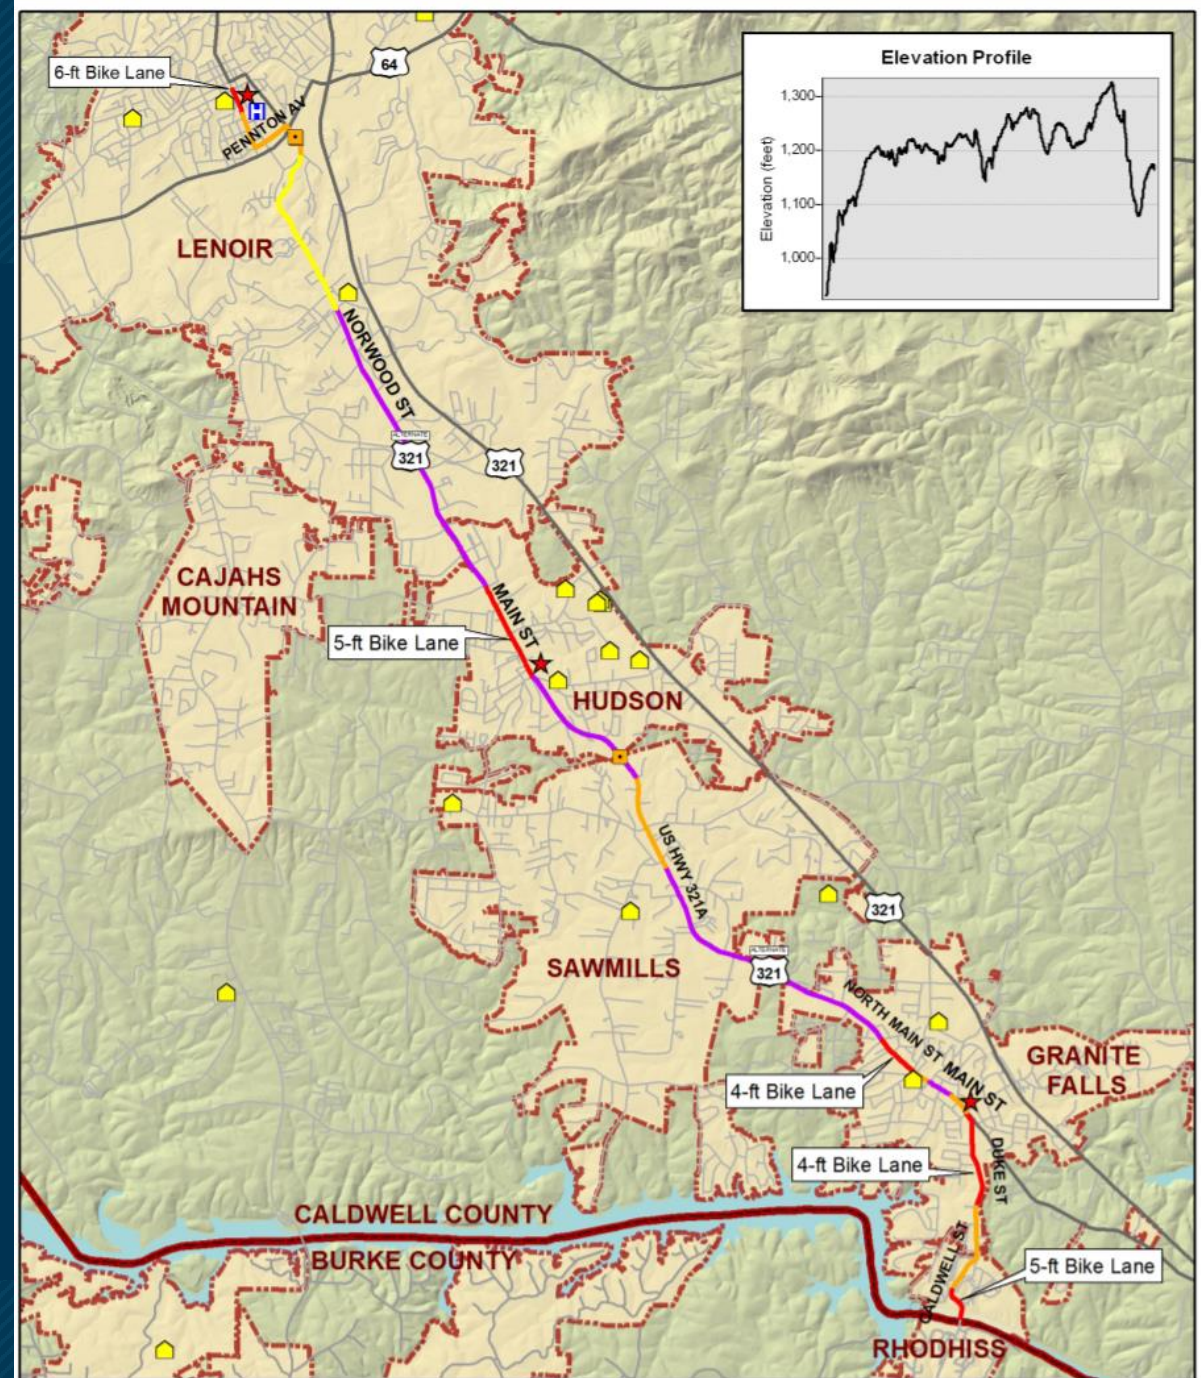 6-ft Bike Lane
64
PENNTON AV
Elevation Profile
1,300
1,200
1,100
1,000
Elevation (feet)
LENOIR
NORWOOD ST
ALTERNATE
321
321
CAJAHS
MOUNTAIN
MAIN ST
5-ft Bike Lane
HUDSON
US HWY 321A
321
SAWMILLS
ALTERNATE
321
NORTH MAIN ST
MAIN ST
GRANITE
FALLS
4-ft Bike Lane
4-ft Bike Lane
DUKE ST
CALDWELL COUNTY
BURKE COUNTY
CALDWELL ST
5-ft Bike Lane
RHODHISS
H